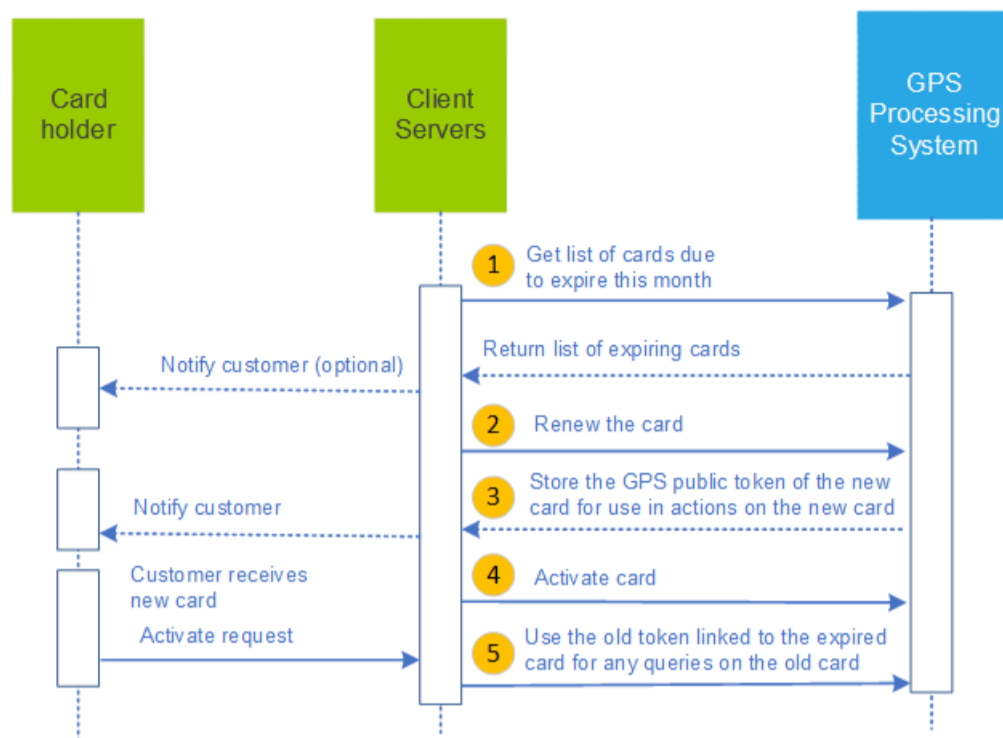 Card
holder
Client
Servers
GPS
Processing
System
1
Get list of cards due
to expire this month
Return list of expiring cards
Notify customer (optional)
2
Renew the card
3
Store the GPS public token of the new
card for use in actions on the new card
Notify customer
4
Activate card
Customer receives
new card
Activate request
5
Use the old token linked to the expired
card for any queries on the old card